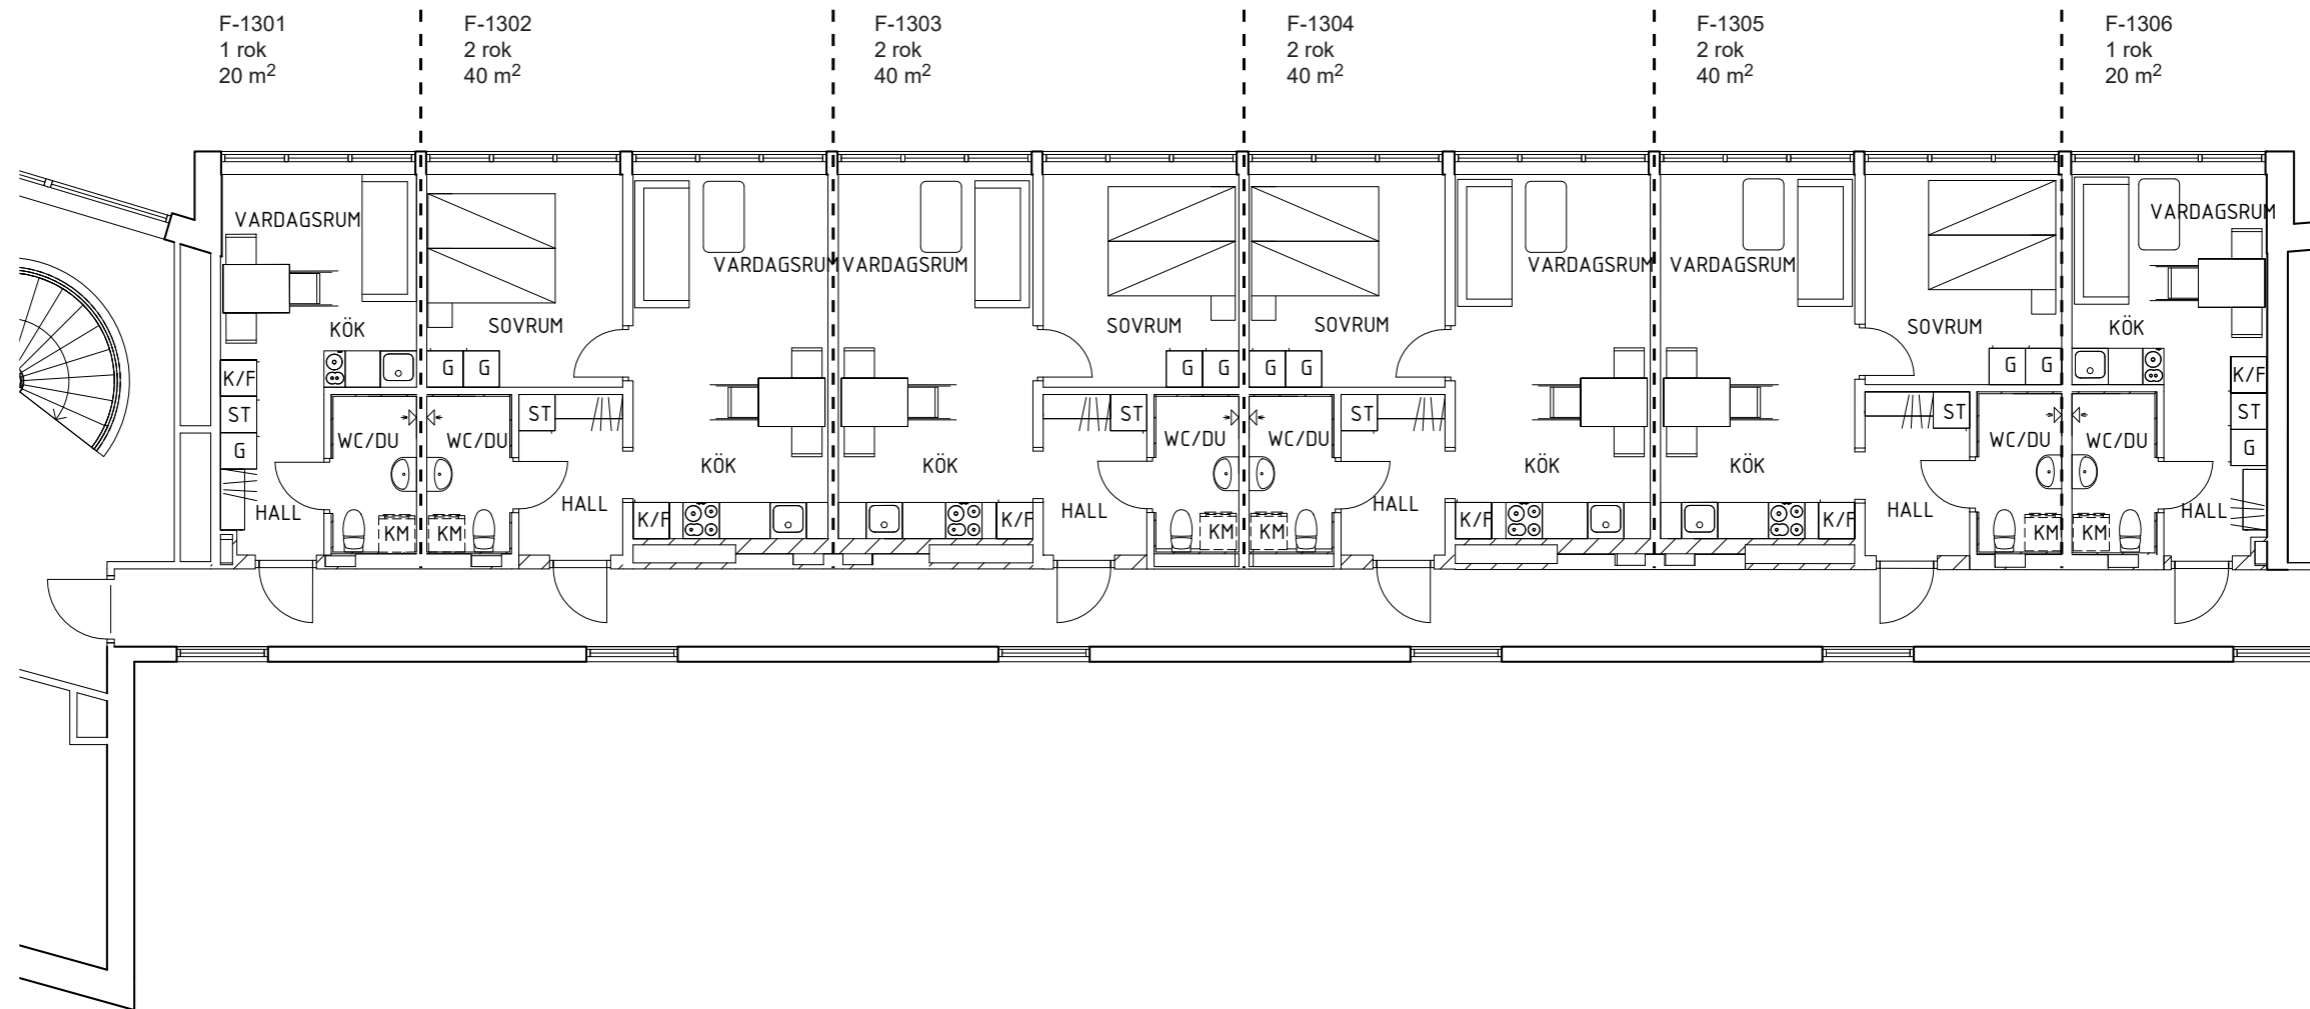 F-1301
1 rok
20 m²
F-1302
2 rok
40 m²
F-1303
2 rok
40 m²
F-1304
2 rok
40 m²
F-1305
2 rok
40 m²
F-1306
1 rok
20 m²
VARDAGSRUM
KÖK
K/F
ST
G
WC/DU
HALL
KM
SOVRUM
G G
WC/DU
ST
HALL
KM
VARDAGSRUM
KÖK
K/F
VARDAGSRUM
KÖK
K/F
SOVRUM
G G
ST
WC/DU
HALL
KM
SOVRUM
G G
WC/DU
ST
HALL
KM
VARDAGSRUM
KÖK
K/F
VARDAGSRUM
KÖK
K/F
SOVRUM
G G
ST
WC/DU
HALL
KM
VARDAGSRUM
KÖK
K/F
ST
G
WC/DU
HALL
KM